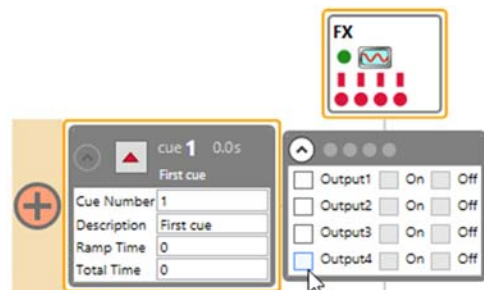 FX
cue 1 0.0s
First cue
Cue Number 1
Description First cue
Ramp Time 0
Total Time 0
Output1 On Off
Output2 On Off
Output3 On Off
Output4 On Off